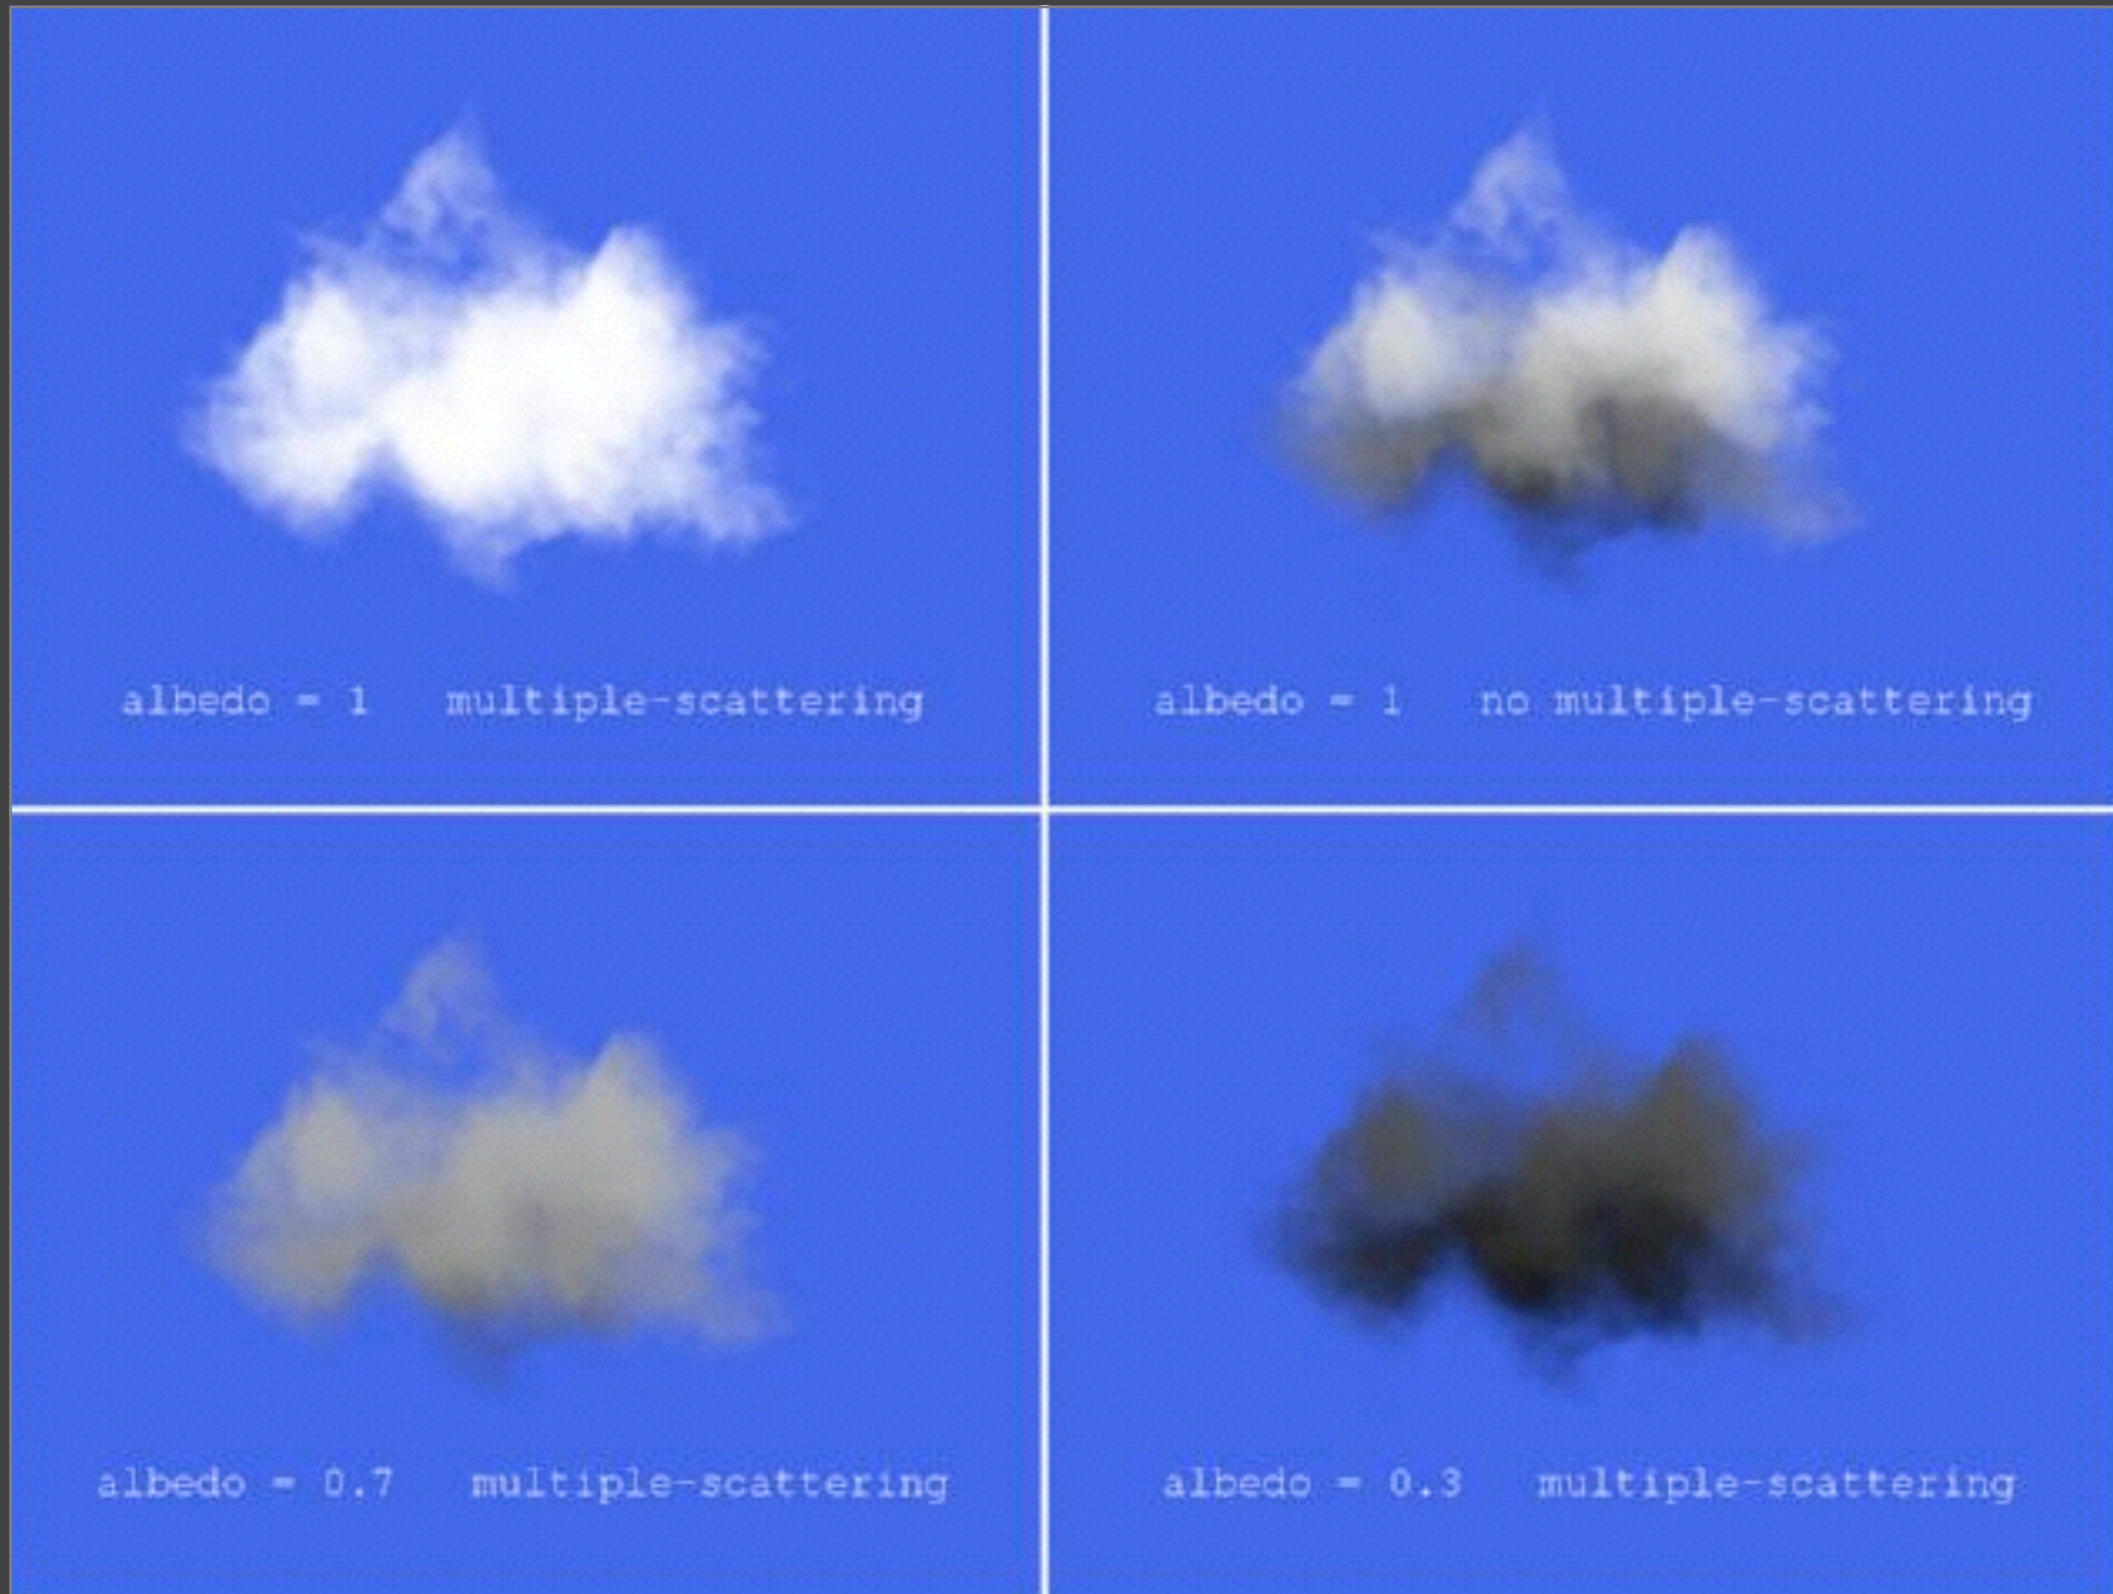 albedo = 1   multiple-scattering
albedo = 1   no multiple-scattering
albedo = 0.7   multiple-scattering
albedo = 0.3   multiple-scattering